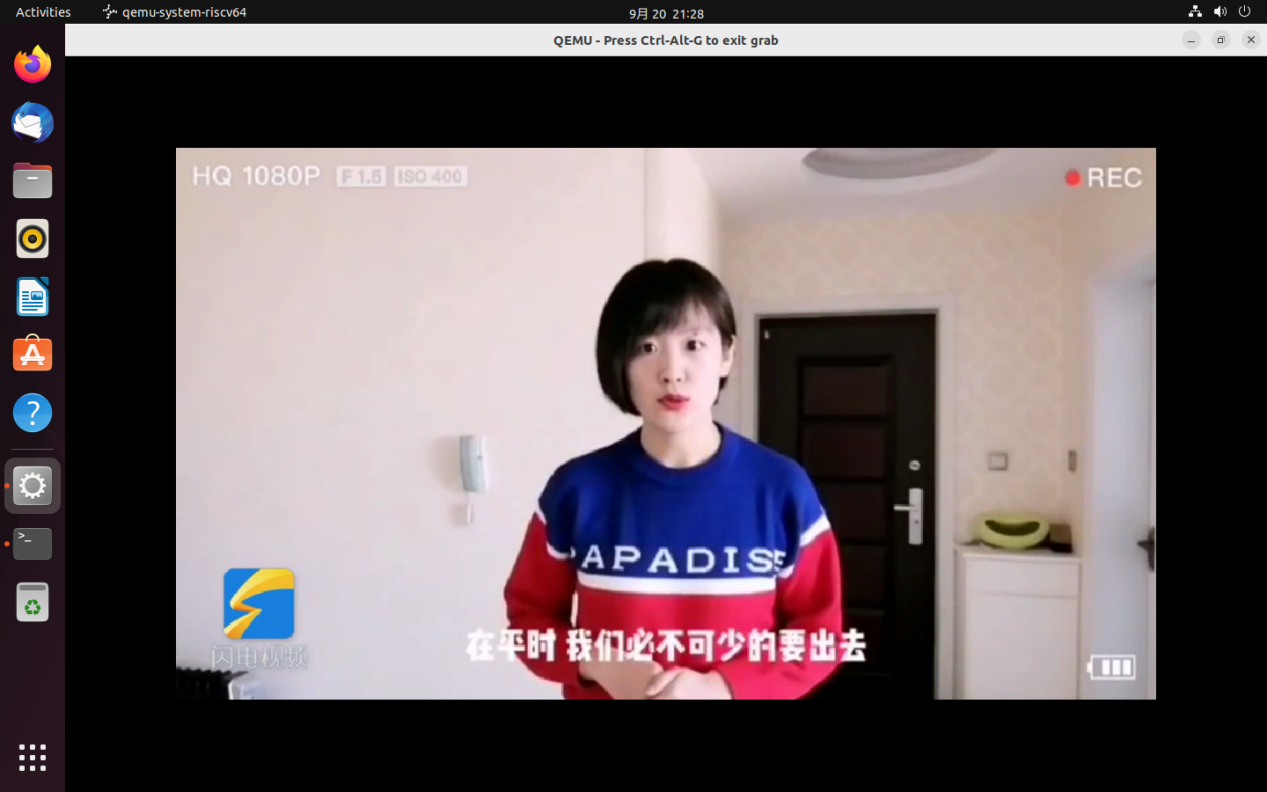 Activities
qemu-system-riscv64
9月 20 21:28
QEMU - Press Ctrl-Alt-G to exit grab
HQ 1080P
F 1.5
ISO 400
REC
APADISE
闪电视频
在平时 我们必不可少的要出去